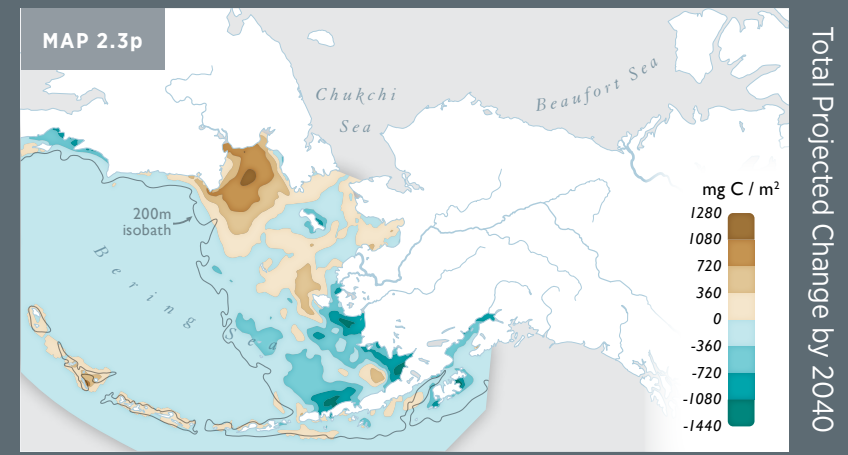 MAP 2.3p
Chukchi
Sea
Beaufort Sea
200m
isobath
Bering
Sea
mg C / m²
1280
1080
720
360
0
-360
-720
-1080
-1440
Total Projected Change by 2040